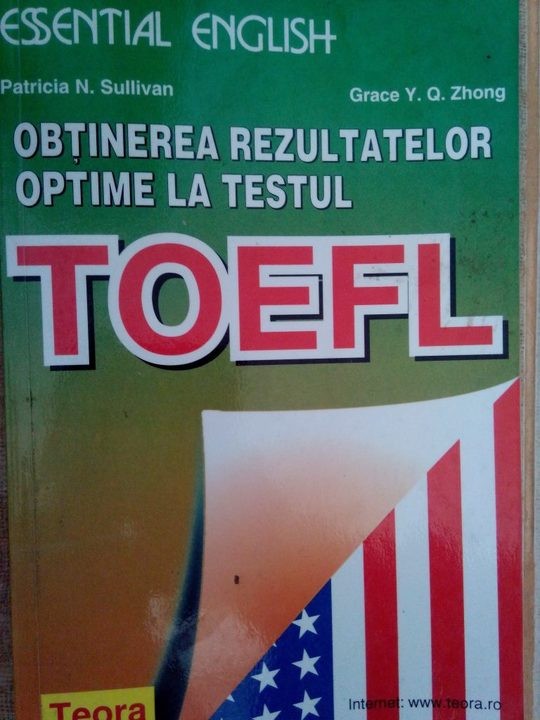 ESSENTIAL ENGLISH
Patricia N. Sullivan
Grace Y. Q. Zhong
OBȚINEREA REZULTATELOR
OPTIME LA TESTUL
TOEFL
Internet: www.teora.ro
Teora